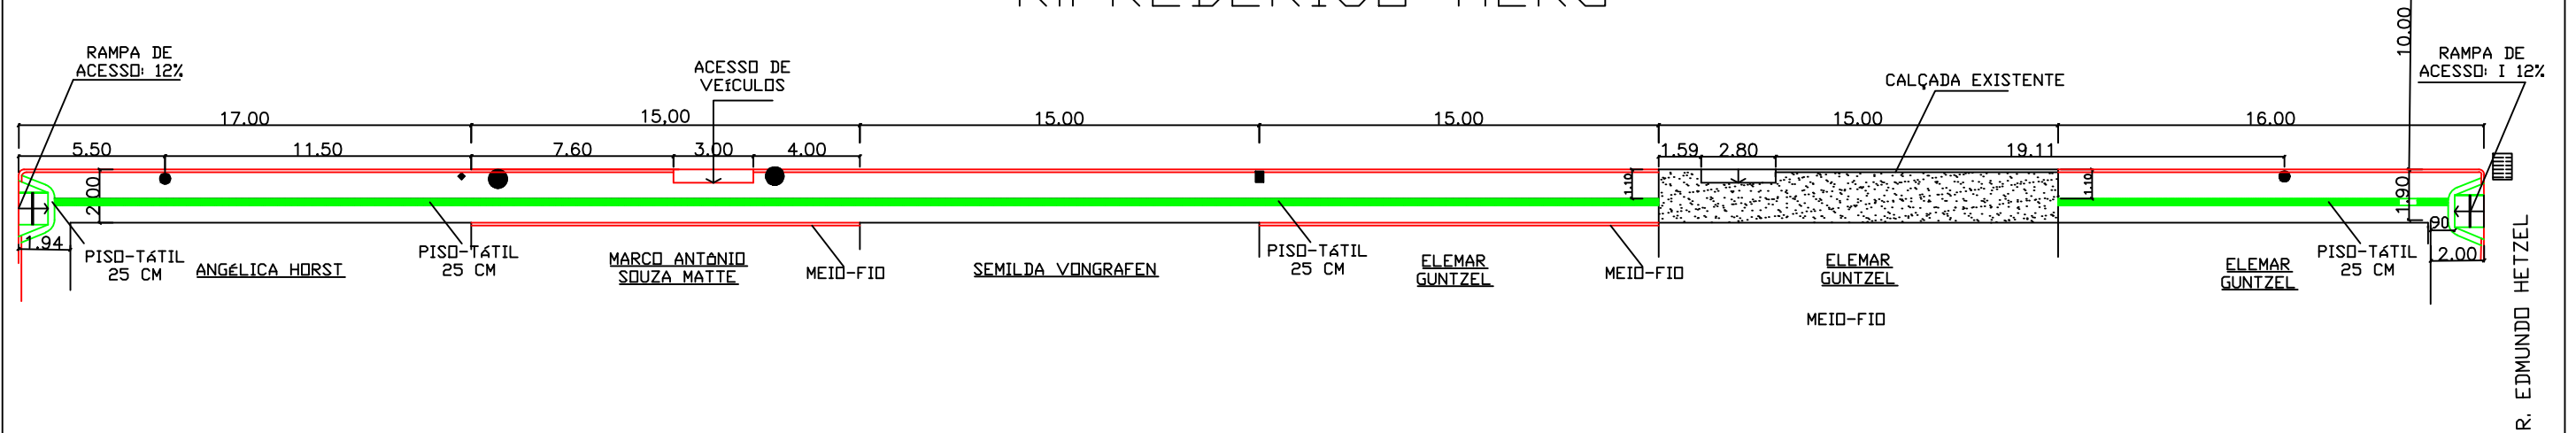 RAMPA DE
ACESSO: 12%
ACESSO DE
VEíCULOS
CALÇADA EXISTENTE
10.00
RAMPA DE
ACESSO: I 12%
17.00
15,00
15.00
15.00
15.00
16.00
5.50
11.50
7.60
3.00
4.00
1.59
2.80
19.11
2.00
1.10
1.10
1.90
1.94
90
2.00
PISO-TáTIL
25 CM
ANGéLICA HORST
PISO-TáTIL
25 CM
MARCO ANTôNIO
SOUZA MATTE
MEIO-FIO
SEMILDA VONGRAFEN
PISO-TáTIL
25 CM
ELEMAR
GUNTZEL
MEIO-FIO
ELEMAR
GUNTZEL
MEIO-FIO
ELEMAR
GUNTZEL
PISO-TáTIL
25 CM
R. EDMUNDO HETZEL